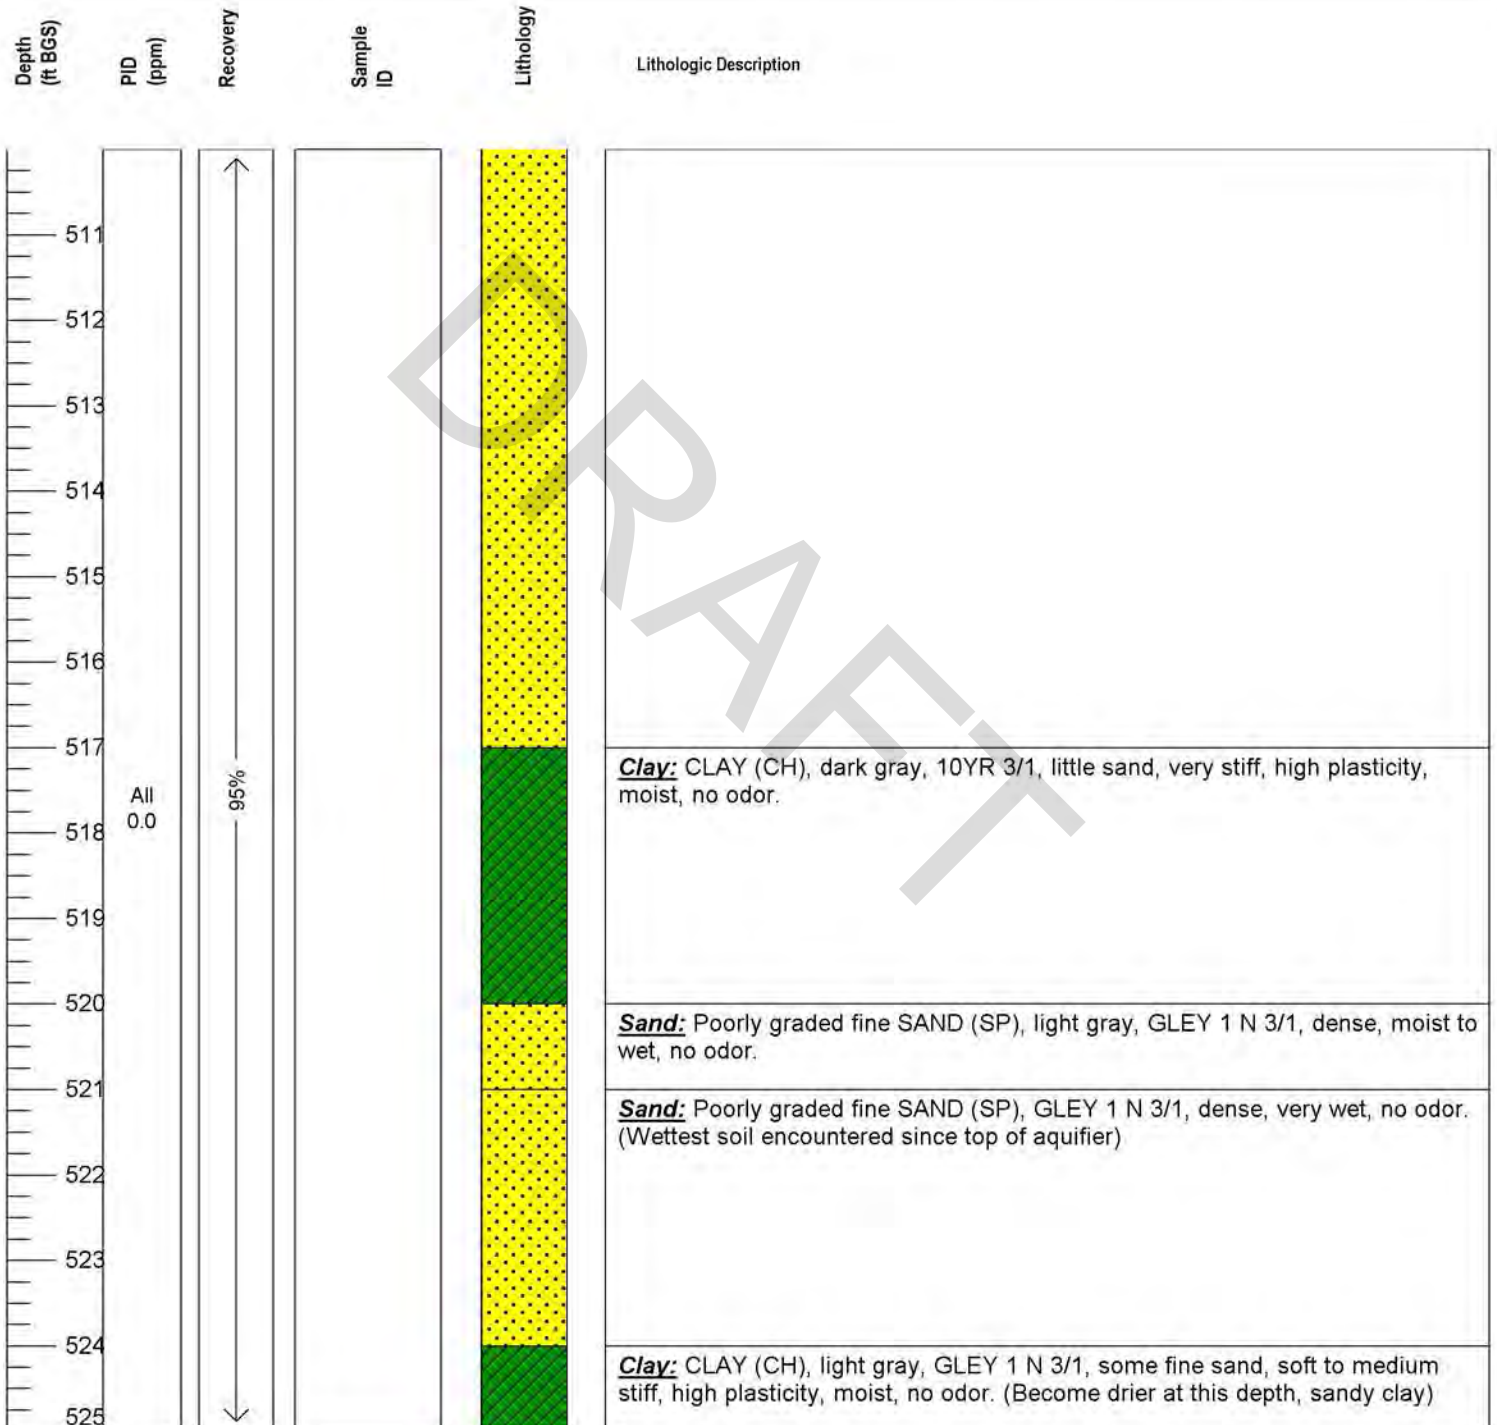 Depth
(ft BGS)
PID
(ppm)
Recovery
Sample
ID
Lithology
Lithologic Description
511
512
513
514
515
516
517
Clay: CLAY (CH), dark gray, 10YR 3/1, little sand, very stiff, high plasticity,
moist, no odor.
All
0.0
95%
518
519
520
Sand: Poorly graded fine SAND (SP), light gray, GLEY 1 N 3/1, dense, moist to
wet, no odor.
521
Sand: Poorly graded fine SAND (SP), GLEY 1 N 3/1, dense, very wet, no odor.
(Wettest soil encountered since top of aquifier)
522
523
524
Clay: CLAY (CH), light gray, GLEY 1 N 3/1, some fine sand, soft to medium
stiff, high plasticity, moist, no odor. (Become drier at this depth, sandy clay)
525
DRAFT